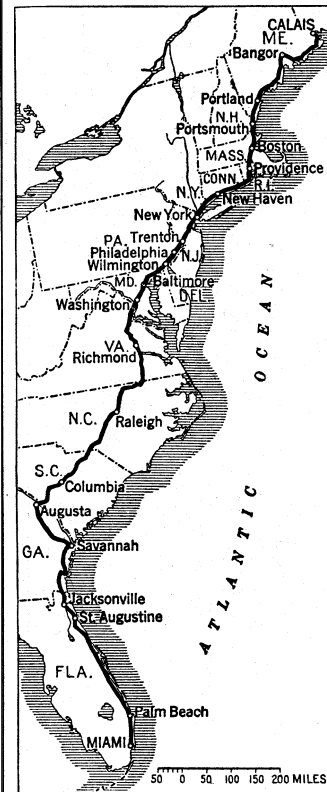 CALAIS
ME.
Bangor
Portland
N.H.
Portsmouth
Boston
MASS.
Providence
CONN.
R.I.
N.Y.
New Haven
New York
Trenton
PA.
N.J.
Philadelphia
Wilmington
MD.
Baltimore
DEL.
Washington
VA.
Richmond
N.C.
Raleigh
S.C.
Columbia
Augusta
GA.
Savannah
Jacksonville
St. Augustine
FLA.
Palm Beach
MIAMI
ATLANTIC OCEAN
50 25 0 50 100 150 200 MILES